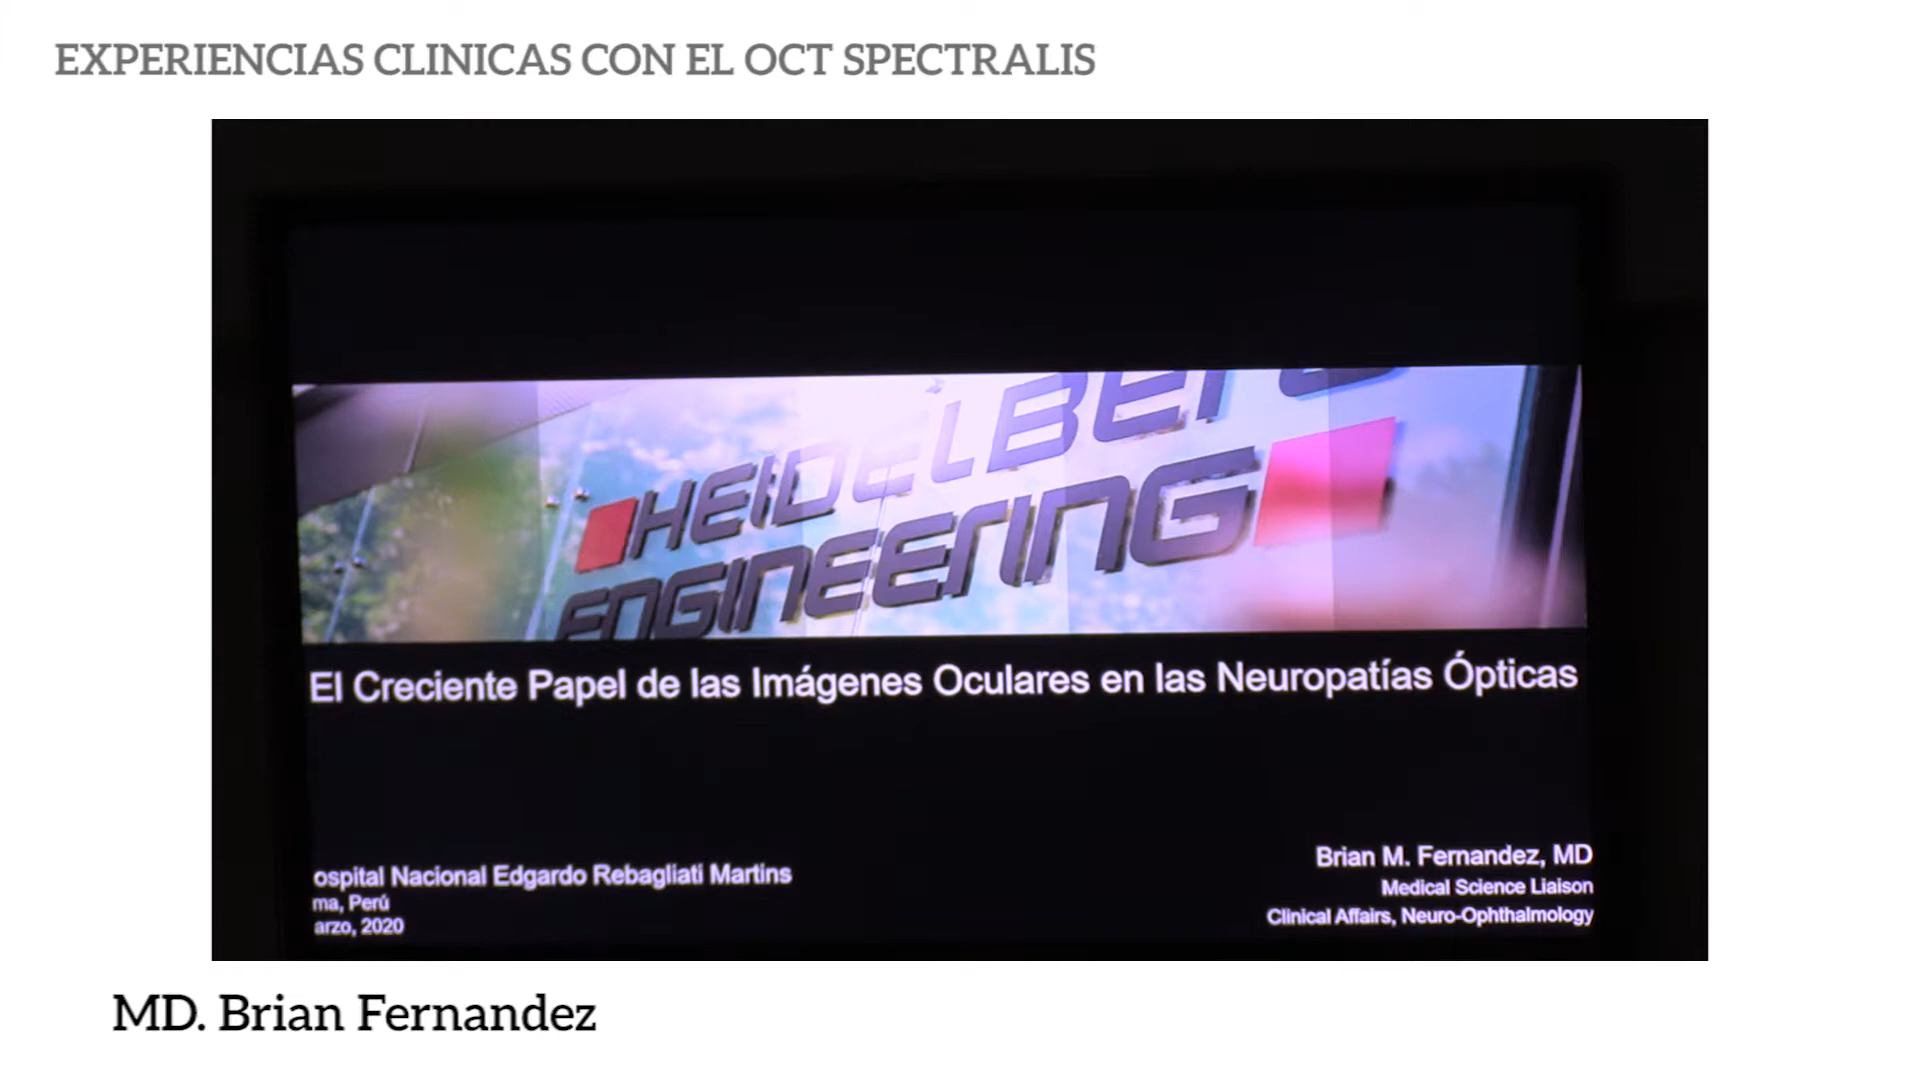 EXPERIENCIAS CLINICAS CON EL OCT SPECTRALIS
HEIDELBERG
ENGINEERING
El Creciente Papel de las Imágenes Oculares en las Neuropatías Ópticas
ospital Nacional Edgardo Rebagliati Martins
ma, Perú
arzo, 2020
Brian M. Fernandez, MD
Medical Science Liaison
Clinical Affairs, Neuro-Ophthalmology
MD. Brian Fernandez